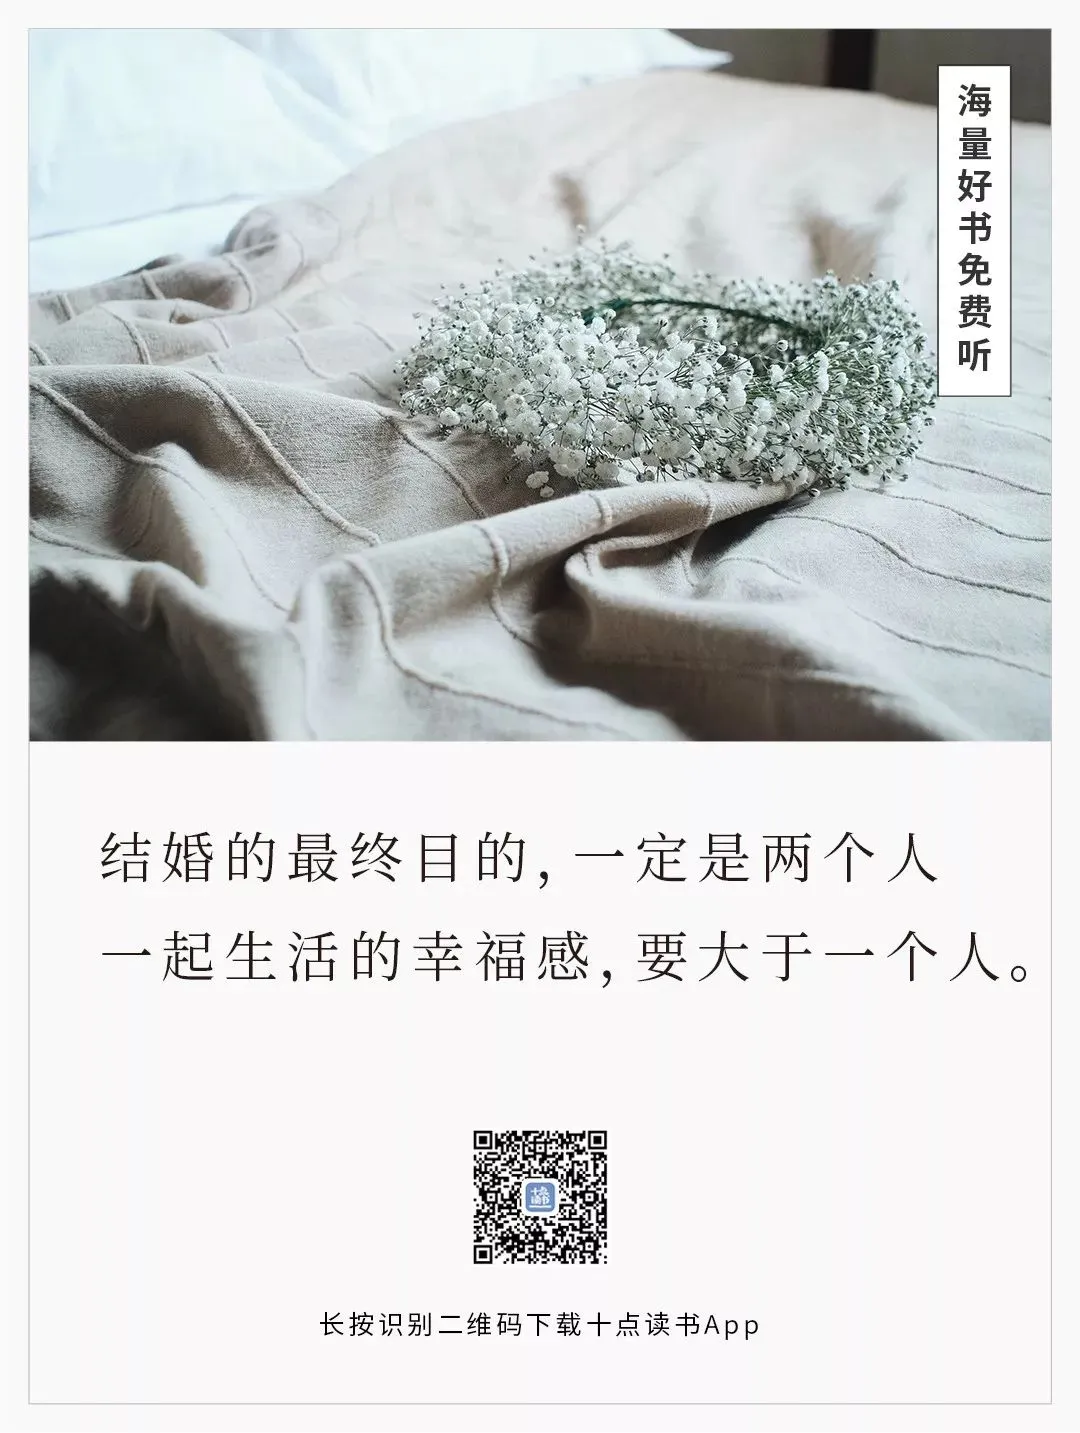 海量好书免费听
结婚的最终目的,一定是两个人
一起生活的幸福感,要大于一个人。
长按识别二维码下载十点读书App